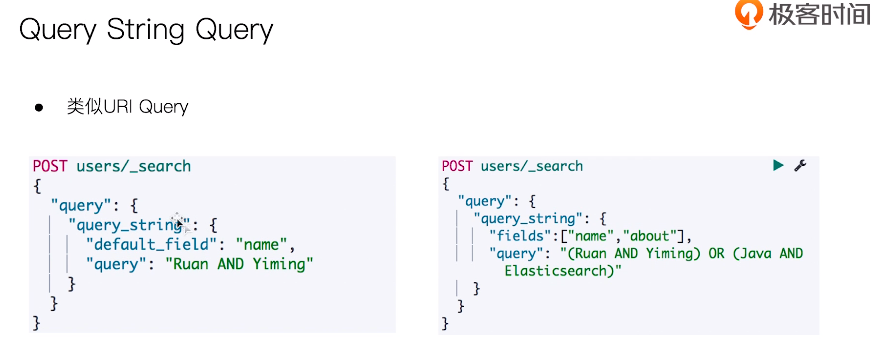 极客时间
Query String Query
● 类似URI Query
POST users/_search
{
"query": {
"query_string": {
"default_field": "name",
"query": "Ruan AND Yiming"
}
}
}
POST users/_search
{
"query": {
"query_string": {
"fields":["name","about"],
"query": "(Ruan AND Yiming) OR (Java AND
Elasticsearch)"
}
}
}